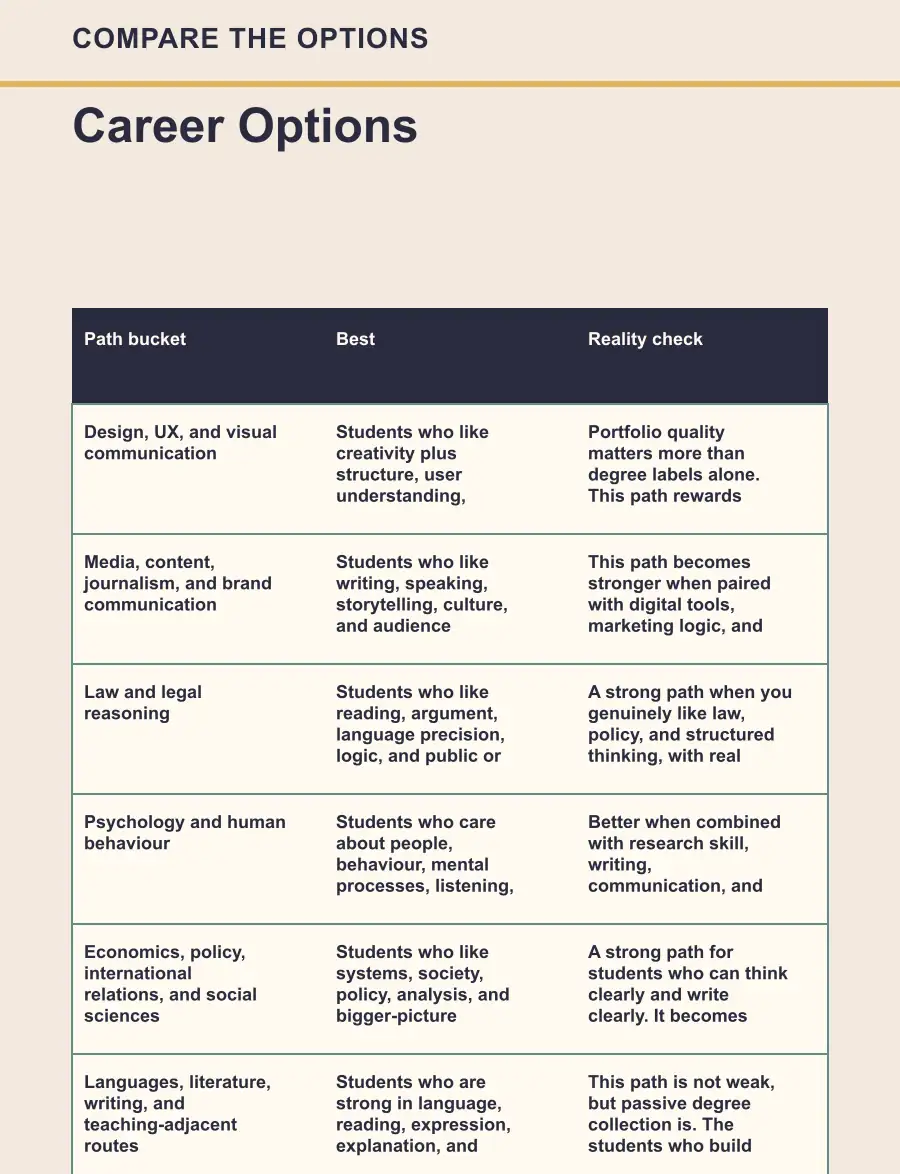 COMPARE THE OPTIONS
Career Options
Path bucket
Best
Reality check
Design, UX, and visual
communication
Students who like
creativity plus
structure, user
understanding,
Portfolio quality
matters more than
degree labels alone.
This path rewards
Media, content,
journalism, and brand
communication
Students who like
writing, speaking,
storytelling, culture,
and audience
This path becomes
stronger when paired
with digital tools,
marketing logic, and
Law and legal
reasoning
Students who like
reading, argument,
language precision,
logic, and public or
A strong path when you
genuinely like law,
policy, and structured
thinking, with real
Psychology and human
behaviour
Students who care
about people,
behaviour, mental
processes, listening,
Better when combined
with research skill,
writing,
communication, and
Economics, policy,
international
relations, and social
sciences
Students who like
systems, society,
policy, analysis, and
bigger-picture
A strong path for
students who can think
clearly and write
clearly. It becomes
Languages, literature,
writing, and
teaching-adjacent
routes
Students who are
strong in language,
reading, expression,
explanation, and
This path is not weak,
but passive degree
collection is. The
students who build